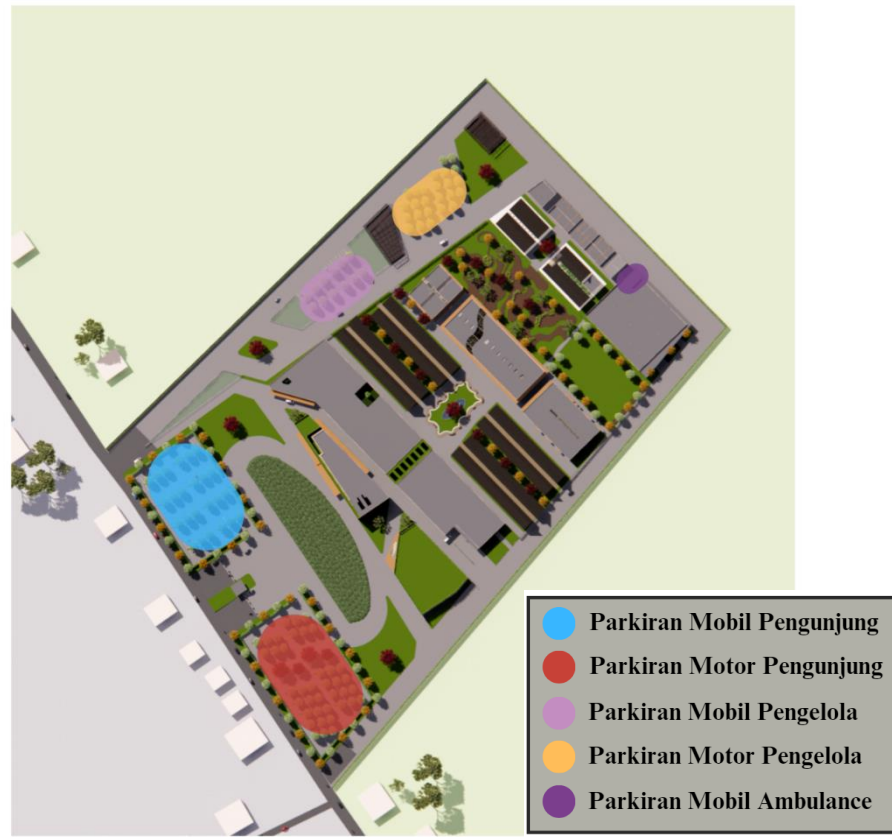 Parkiran Mobil Pengunjung
Parkiran Motor Pengunjung
Parkiran Mobil Pengelola
Parkiran Motor Pengelola
Parkiran Mobil Ambulance